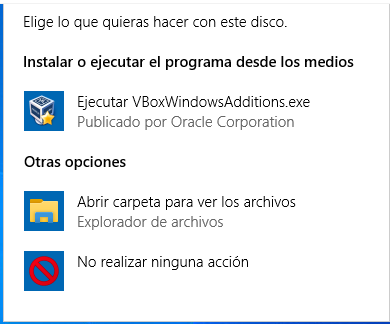 Elige lo que quieras hacer con este disco.
Instalar o ejecutar el programa desde los medios
Ejecutar VBoxWindowsAdditions.exe
Publicado por Oracle Corporation
Otras opciones
Abrir carpeta para ver los archivos
Explorador de archivos
No realizar ninguna acción